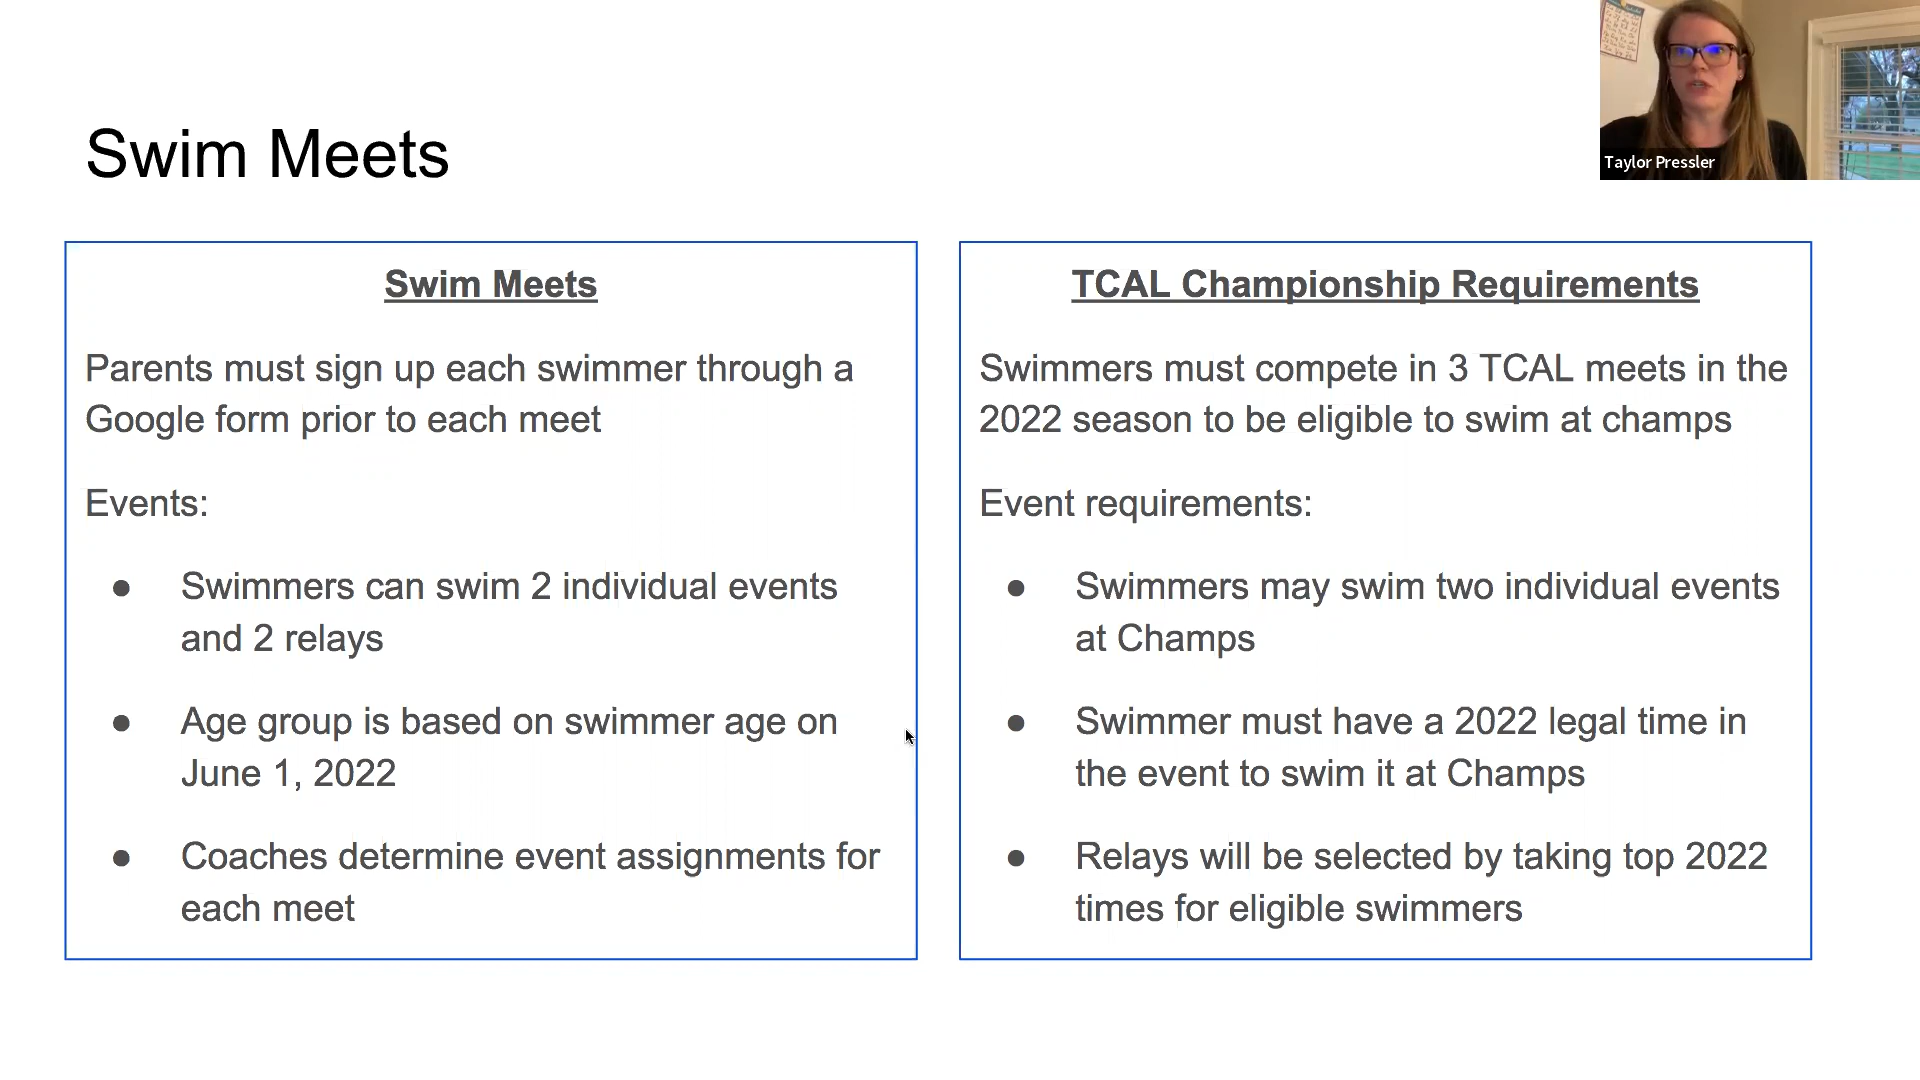 Taylor Pressler
Swim Meets
Swim Meets
Parents must sign up each swimmer through a
Google form prior to each meet
Events:
● Swimmers can swim 2 individual events
and 2 relays
● Age group is based on swimmer age on
June 1, 2022
● Coaches determine event assignments for
each meet
TCAL Championship Requirements
Swimmers must compete in 3 TCAL meets in the
2022 season to be eligible to swim at champs
Event requirements:
● Swimmers may swim two individual events
at Champs
● Swimmer must have a 2022 legal time in
the event to swim it at Champs
● Relays will be selected by taking top 2022
times for eligible swimmers